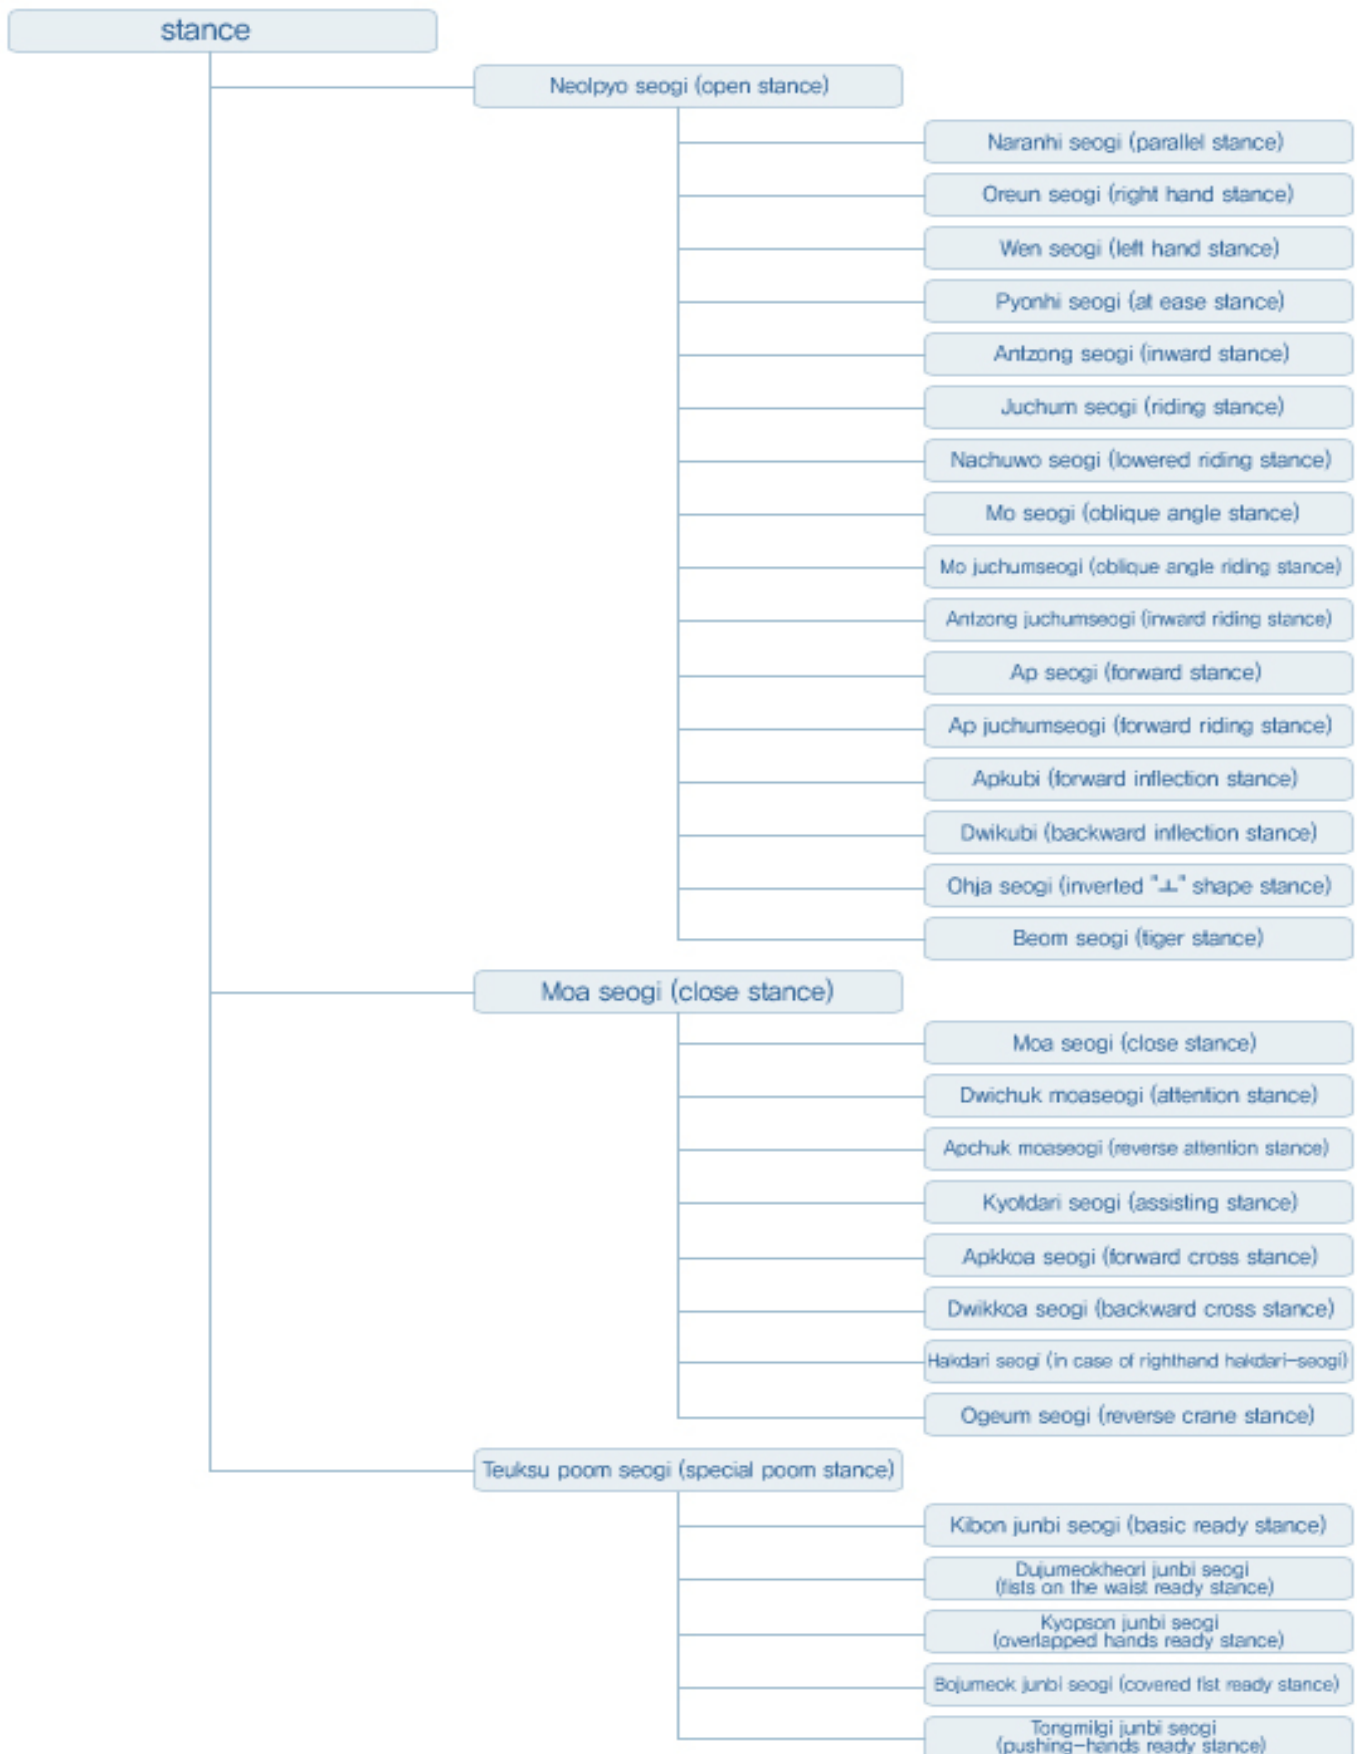 stance
Neolpyo seogi (open stance)
Naranhi seogi (parallel stance)
Oreun seogi (right hand stance)
Wen seogi (left hand stance)
Pyonhi seogi (at ease stance)
Antzong seogi (inward stance)
Juchum seogi (riding stance)
Nachuwo seogi (lowered riding stance)
Mo seogi (oblique angle stance)
Mo juchumseogi (oblique angle riding stance)
Antzong juchumseogi (inward riding stance)
Ap seogi (forward stance)
Ap juchumseogi (forward riding stance)
Apkubi (forward inflection stance)
Dwikubi (backward inflection stance)
Ohja seogi (inverted "ㅗ" shape stance)
Beom seogi (tiger stance)
Moa seogi (close stance)
Moa seogi (close stance)
Dwichuk moaseogi (attention stance)
Apchuk moaseogi (reverse attention stance)
Kyotdari seogi (assisting stance)
Apkkoa seogi (forward cross stance)
Dwikkoa seogi (backward cross stance)
Hakdari seogi (in case of righthand hakdari-seogi)
Ogeum seogi (reverse crane stance)
Teuksu poom seogi (special poom stance)
Kibon junbi seogi (basic ready stance)
Dujumeokheori junbi seogi
(fists on the waist ready stance)
Kyopson junbi seogi
(overlapped hands ready stance)
Bojumeok junbi seogi (covered fist ready stance)
Tongmilgi junbi seogi
(pushing-hands ready stance)